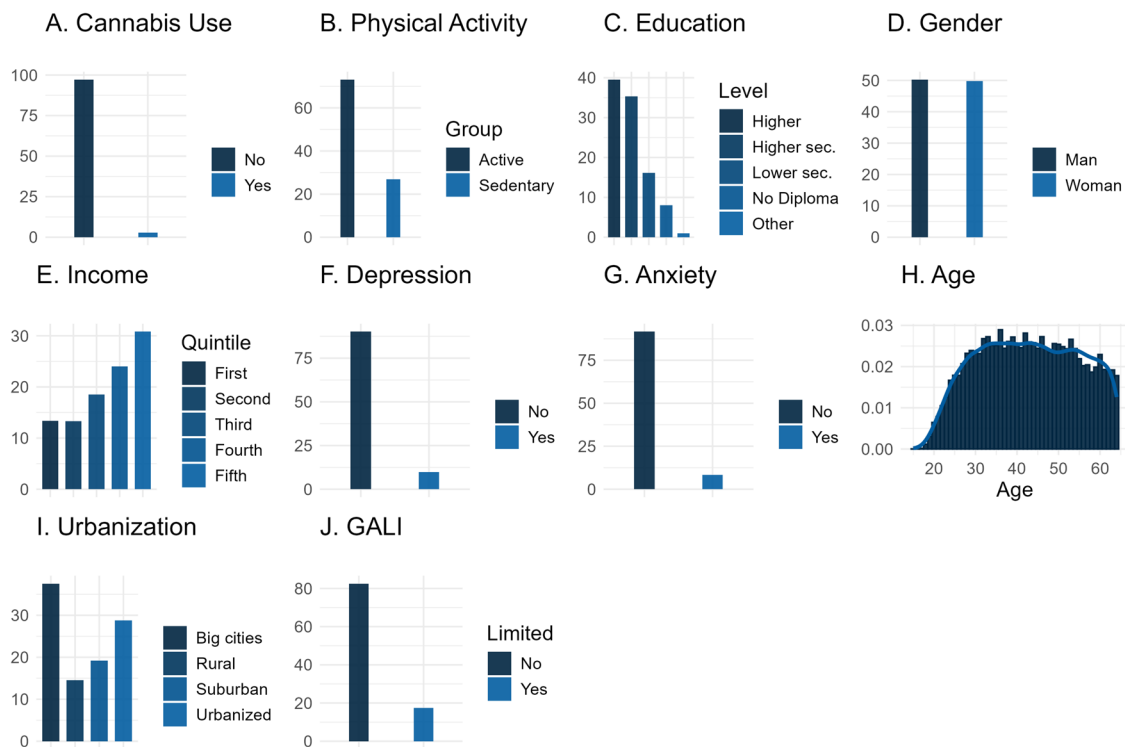 A. Cannabis Use
100
75
50
25
0
No
Yes
B. Physical Activity
60
40
20
0
Group
Active
Sedentary
C. Education
40
30
20
10
0
Level
Higher
Higher sec.
Lower sec.
No Diploma
Other
D. Gender
50
40
30
20
10
0
Man
Woman
E. Income
30
20
10
0
Quintile
First
Second
Third
Fourth
Fifth
F. Depression
75
50
25
0
No
Yes
G. Anxiety
75
50
25
0
No
Yes
H. Age
0.03
0.02
0.01
0.00
20 30 40 50 60
Age
I. Urbanization
30
20
10
0
Big cities
Rural
Suburban
Urbanized
J. GALI
80
60
40
20
0
Limited
No
Yes